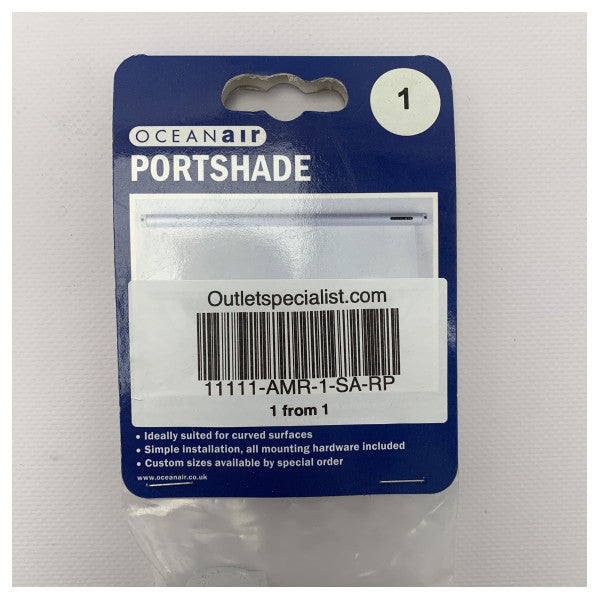 1
OCEANair
PORTSHADE
Outletspecialist.com
11111-AMR-1-SA-RP
1 from 1
• Ideally suited for curved surfaces
• Simple installation, all mounting hardware included
• Custom sizes available by special order
www.oceanair.co.uk